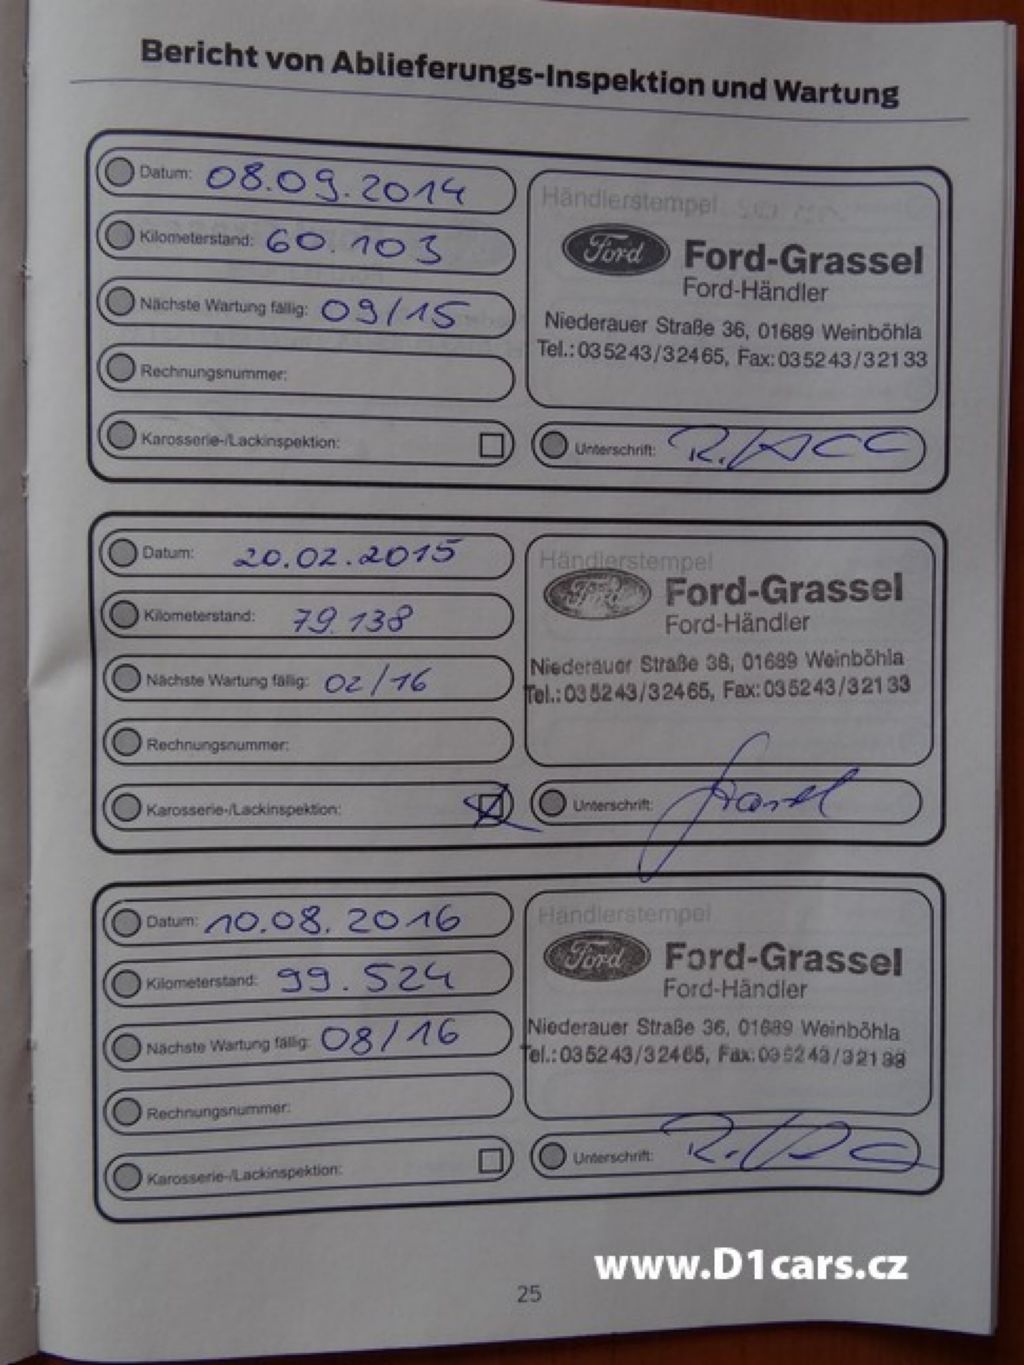 Bericht von Ablieferungs-Inspektion und Wartung
Datum: 08.09.2014
Kilometerstand: 60.103
Nächste Wartung fällig: 09/15
Rechnungsnummer:
Karosserie-/Lackinspektion:
Händlerstempel
Ford
Ford-Grassel
Ford-Händler
Niederauer Straße 36, 01689 Weinböhla
Tel.:035243/32465, Fax:035243/32133
Unterschrift:
Datum: 20.02.2015
Kilometerstand: 79.138
Nächste Wartung fällig: 02/16
Rechnungsnummer:
Karosserie-/Lackinspektion:
Händlerstempel
Ford
Ford-Grassel
Ford-Händler
Niederauer Straße 36, 01689 Weinböhla
Tel.:035243/32465, Fax:035243/32133
Unterschrift:
Datum: 10.08.2016
Kilometerstand: 99.524
Nächste Wartung fällig: 08/16
Rechnungsnummer:
Karosserie-/Lackinspektion:
Händlerstempel
Ford
Ford-Grassel
Ford-Händler
Niederauer Straße 36, 01689 Weinböhla
Tel.:035243/32465, Fax:035243/32133
Unterschrift:
www.D1cars.cz
25